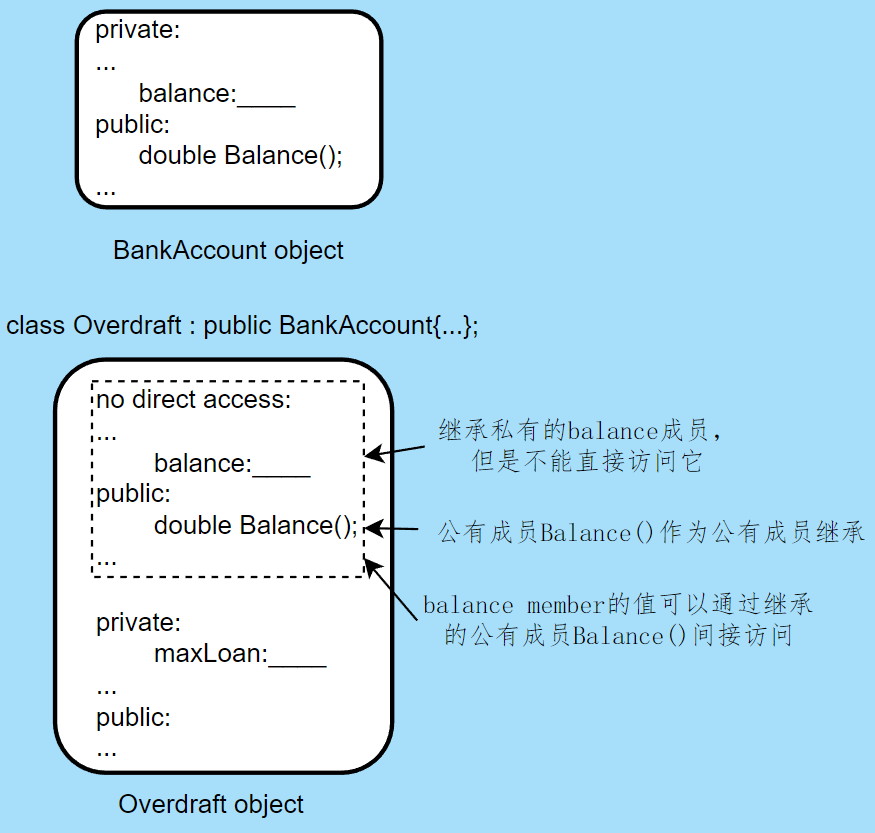 private:
...
balance:____
public:
double Balance();
...
BankAccount object
class Overdraft : public BankAccount{...};
no direct access:
...
balance:____
public:
double Balance();
...
private:
maxLoan:____
...
public:
...
Overdraft object
继承私有的balance成员,
但是不能直接访问它
公有成员Balance()作为公有成员继承
balance member的值可以通过继承
的公有成员Balance()间接访问